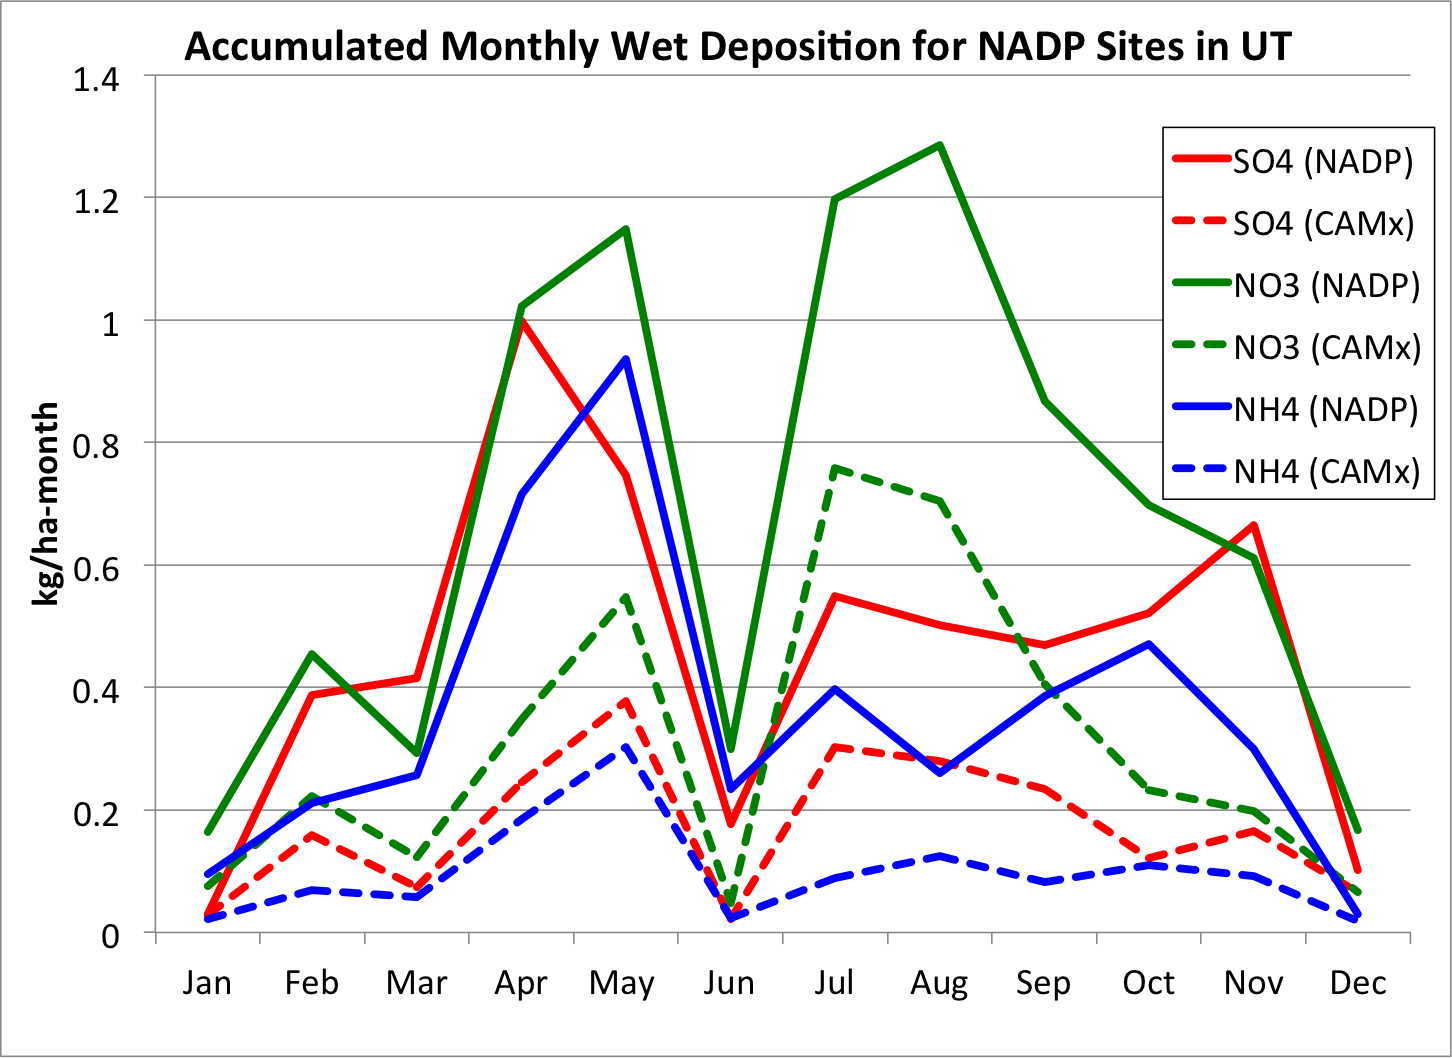 Accumulated Monthly Wet Deposition for NADP Sites in UT
1.4
1.2
1
0.8
0.6
0.4
0.2
0
kg/ha-month
SO4 (NADP)
SO4 (CAMx)
NO3 (NADP)
NO3 (CAMx)
NH4 (NADP)
NH4 (CAMx)
Jan Feb Mar Apr May Jun Jul Aug Sep Oct Nov Dec